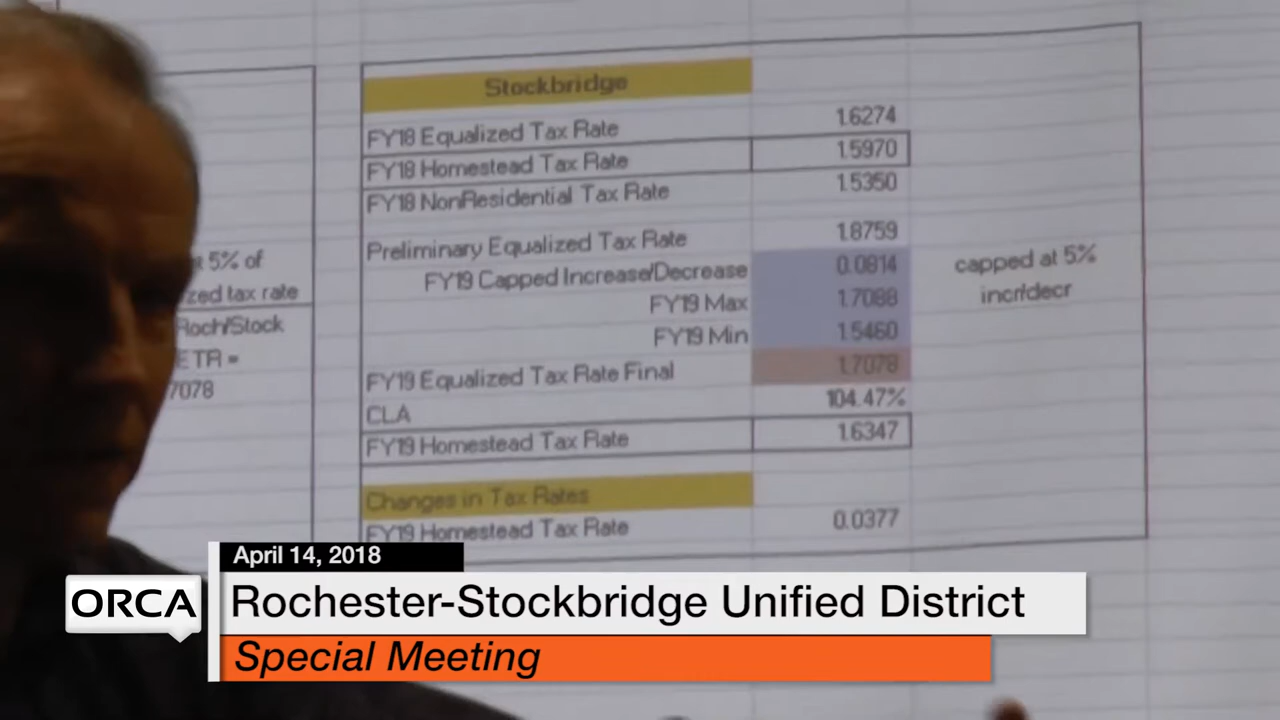 Stockbridge
FY18 Equalized Tax Rate 1.6274
FY18 Homestead Tax Rate 1.5970
FY18 NonResidential Tax Rate 1.5350
Preliminary Equalized Tax Rate 1.8759
FY19 Capped Increase/Decrease 0.0814
FY19 Max 1.7088
FY19 Min 1.5460
capped at 5%
incr/decr
FY19 Equalized Tax Rate Final 1.7078
CLA 104.47%
FY19 Homestead Tax Rate 1.6347
Changes in Tax Rates
FY19 Homestead Tax Rate 0.0377
5% of
zed tax rate
Roch/Stock
ETR =
7078
April 14, 2018
ORCA
Rochester-Stockbridge Unified District
Special Meeting